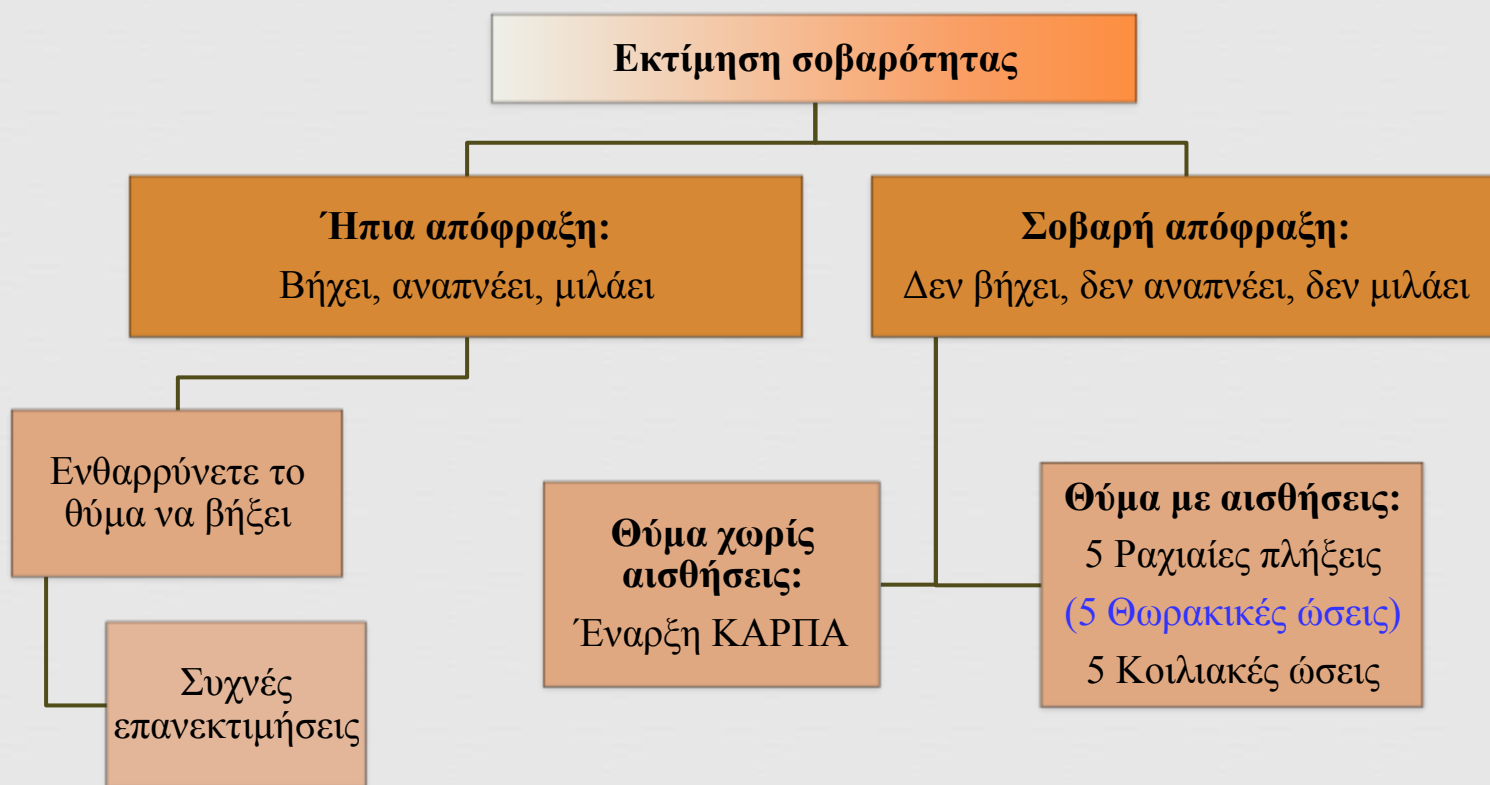 Εκτίμηση σοβαρότητας
Ήπια απόφραξη:
Βήχει, αναπνέει, μιλάει
Σοβαρή απόφραξη:
Δεν βήχει, δεν αναπνέει, δεν μιλάει
Ενθαρρύνετε το
θύμα να βήξει
Συχνές
επανεκτιμήσεις
Θύμα χωρίς
αισθήσεις:
Έναρξη ΚΑΡΠΑ
Θύμα με αισθήσεις:
5 Ραχιαίες πλήξεις
(5 Θωρακικές ώσεις)
5 Κοιλιακές ώσεις